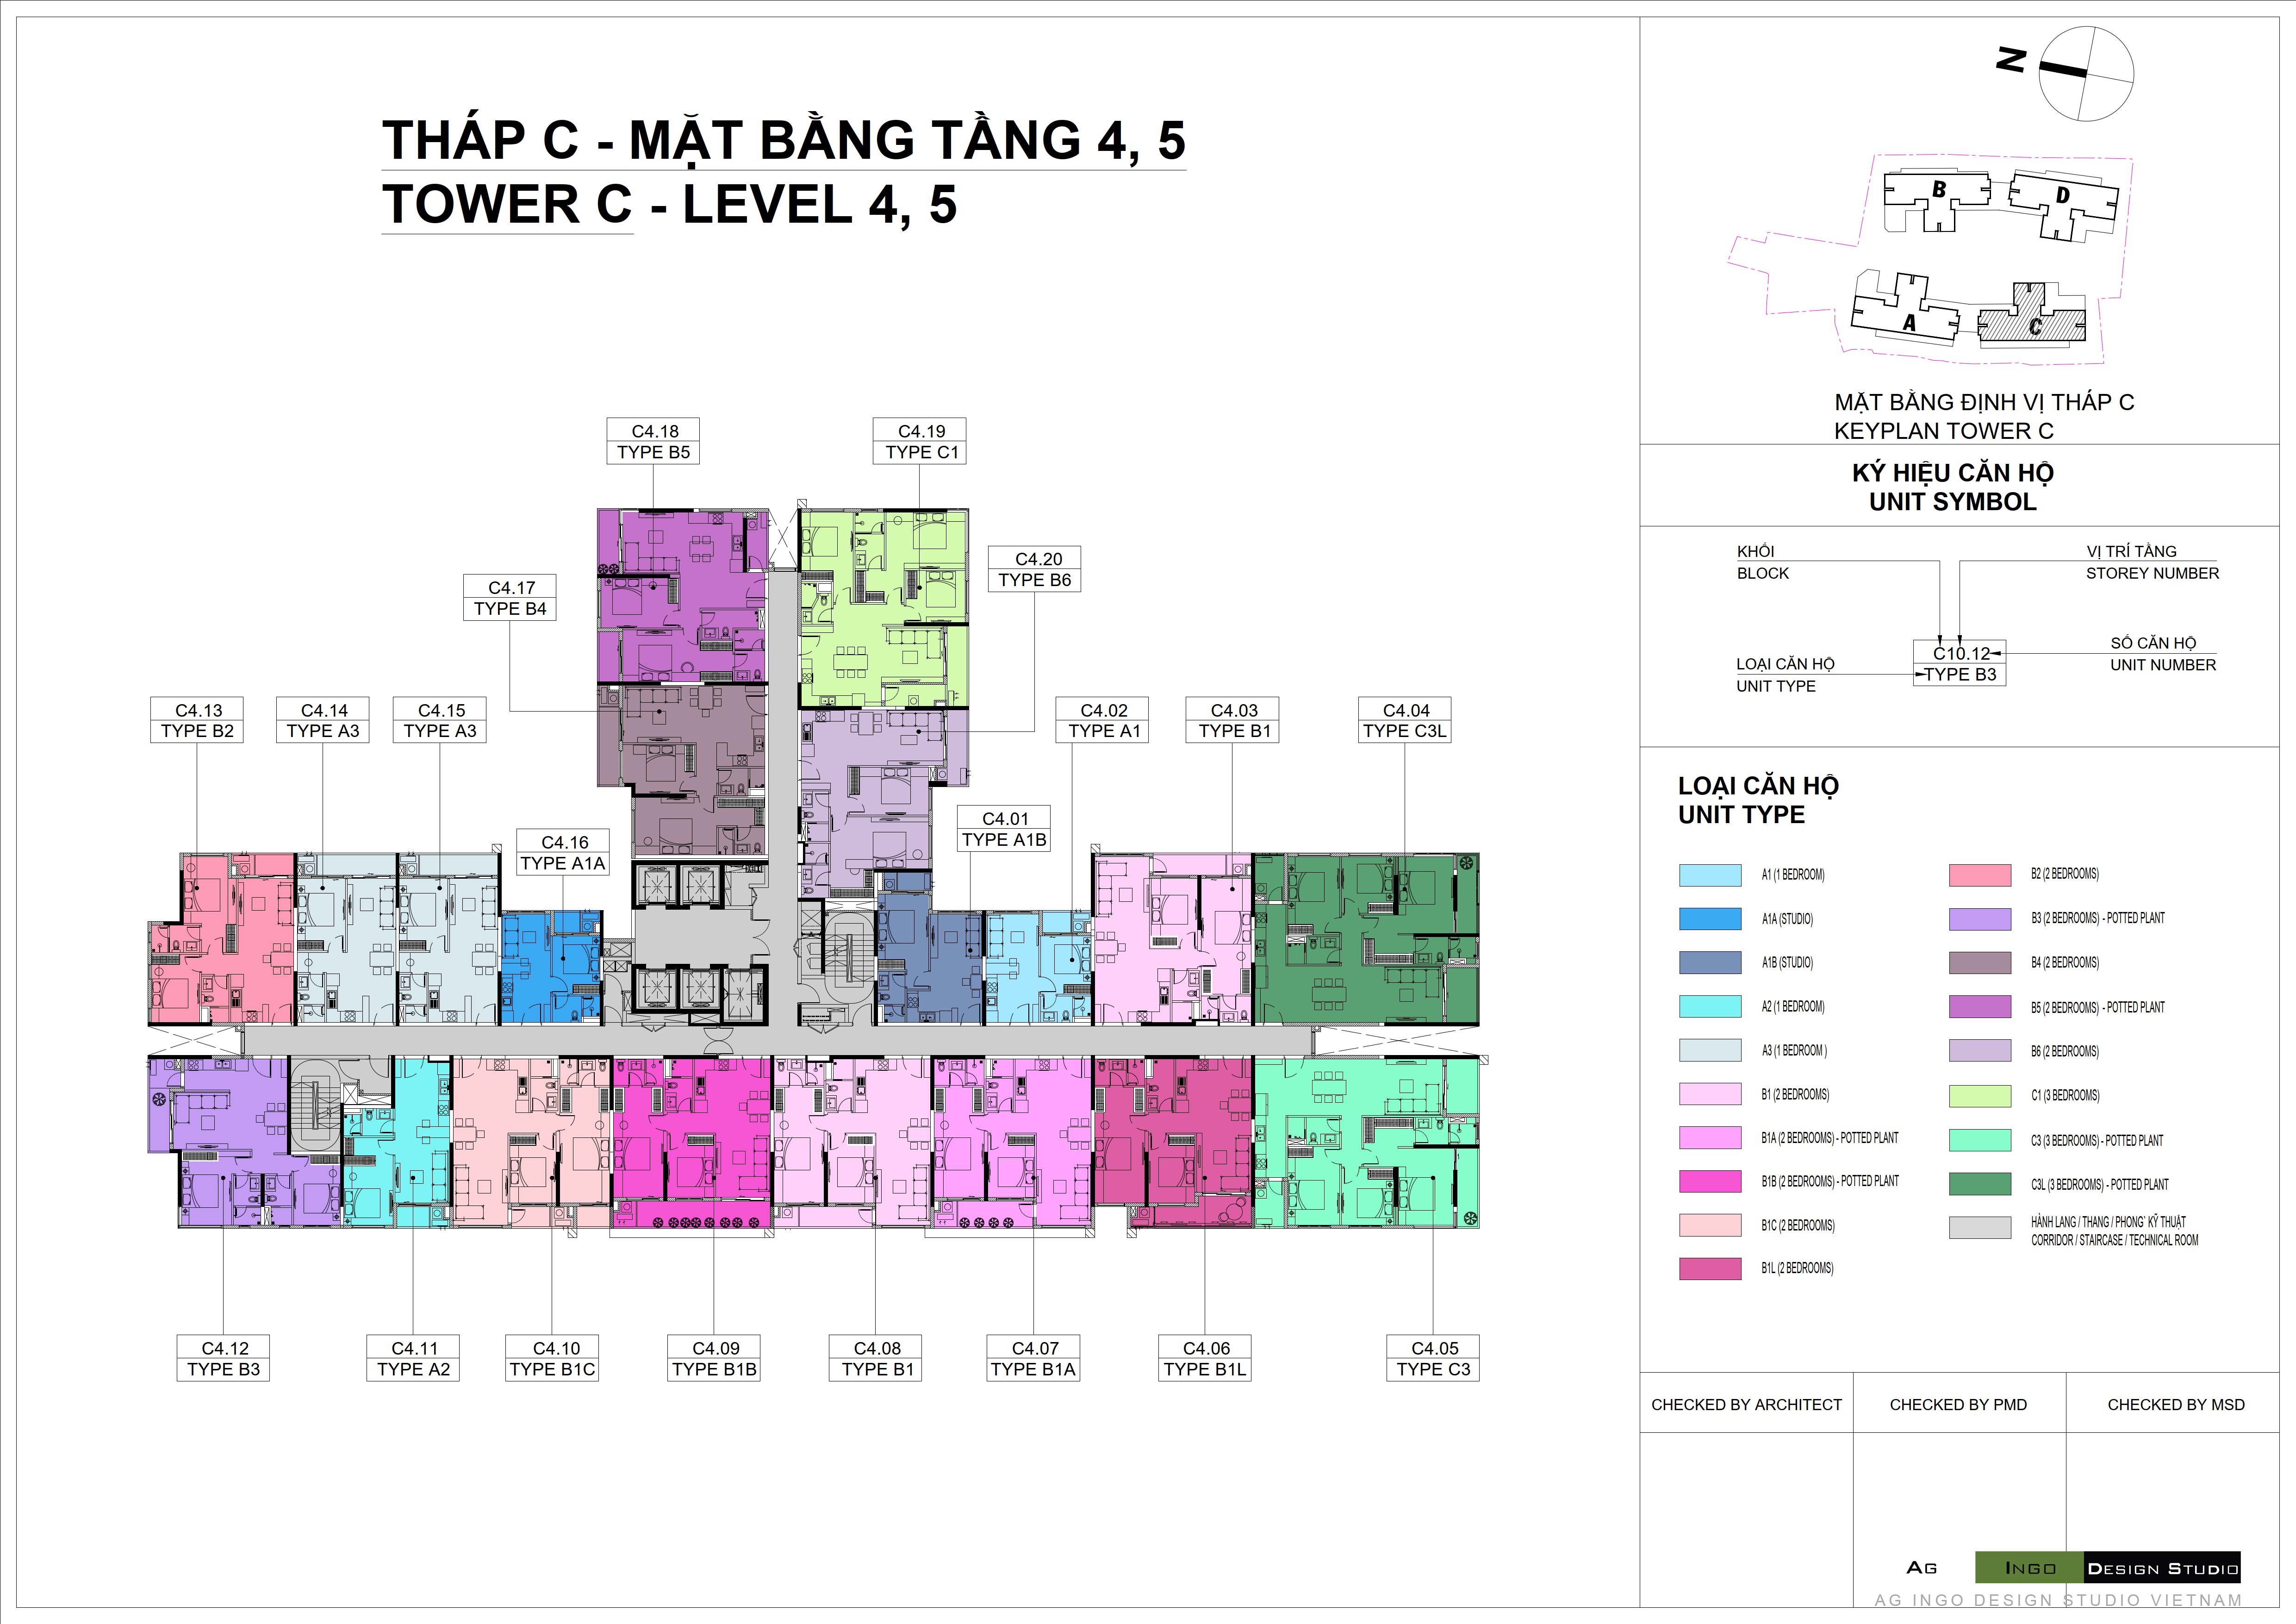 THÁP C - MẶT BẰNG TẦNG 4, 5
TOWER C - LEVEL 4, 5
C4.18
TYPE B5
C4.19
TYPE C1
C4.20
TYPE B6
C4.17
TYPE B4
C4.13
TYPE B2
C4.14
TYPE A3
C4.15
TYPE A3
C4.02
TYPE A1
C4.03
TYPE B1
C4.04
TYPE C3L
C4.16
TYPE A1A
C4.01
TYPE A1B
C4.12
TYPE B3
C4.11
TYPE A2
C4.10
TYPE B1C
C4.09
TYPE B1B
C4.08
TYPE B1
C4.07
TYPE B1A
C4.06
TYPE B1L
C4.05
TYPE C3
N
B
D
A
C
MẶT BẰNG ĐỊNH VỊ THÁP C
KEYPLAN TOWER C
KÝ HIỆU CĂN HỘ
UNIT SYMBOL
KHỐI
BLOCK
VỊ TRÍ TẦNG
STOREY NUMBER
C10.12
TYPE B3
SỐ CĂN HỘ
UNIT NUMBER
LOẠI CĂN HỘ
UNIT TYPE
LOẠI CĂN HỘ
UNIT TYPE
A1 (1 BEDROOM)
A1A (STUDIO)
A1B (STUDIO)
A2 (1 BEDROOM)
A3 (1 BEDROOM )
B1 (2 BEDROOMS)
B1A (2 BEDROOMS) - POTTED PLANT
B1B (2 BEDROOMS) - POTTED PLANT
B1C (2 BEDROOMS)
B1L (2 BEDROOMS)
B2 (2 BEDROOMS)
B3 (2 BEDROOMS) - POTTED PLANT
B4 (2 BEDROOMS)
B5 (2 BEDROOMS) - POTTED PLANT
B6 (2 BEDROOMS)
C1 (3 BEDROOMS)
C3 (3 BEDROOMS) - POTTED PLANT
C3L (3 BEDROOMS) - POTTED PLANT
HÀNH LANG / THANG / PHONG` KỸ THUẬT
CORRIDOR / STAIRCASE / TECHNICAL ROOM
CHECKED BY ARCHITECT
CHECKED BY PMD
CHECKED BY MSD
AG INGO DESIGN STUDIO
AG INGO DESIGN STUDIO VIETNAM